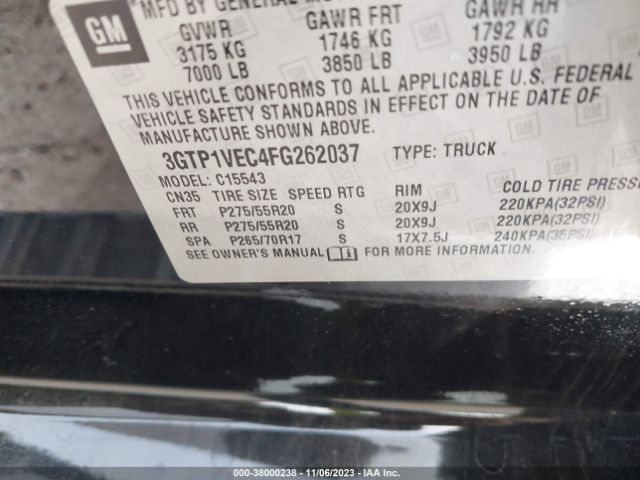 GM
MFD BY GENERAL
GVWR GAWR FRT GAWR RR
3175 KG 1746 KG 1792 KG
7000 LB 3850 LB 3950 LB
THIS VEHICLE CONFORMS TO ALL APPLICABLE U.S. FEDERAL
VEHICLE SAFETY STANDARDS IN EFFECT ON THE DATE OF
MANUFACTURE SHOWN ABOVE.
3GTP1VEC4FG262037 TYPE: TRUCK
MODEL: C15543
CN35 TIRE SIZE SPEED RTG RIM COLD TIRE PRESS
FRT P275/55R20 S 20X9J 220KPA(32PSI)
RR P275/55R20 S 20X9J 220KPA(32PSI)
SPA P265/70R17 S 17X7.5J 240KPA(35PSI)
SEE OWNER'S MANUAL FOR MORE INFORMATION.
000-38000238 - 11/06/2023 - IAA Inc.